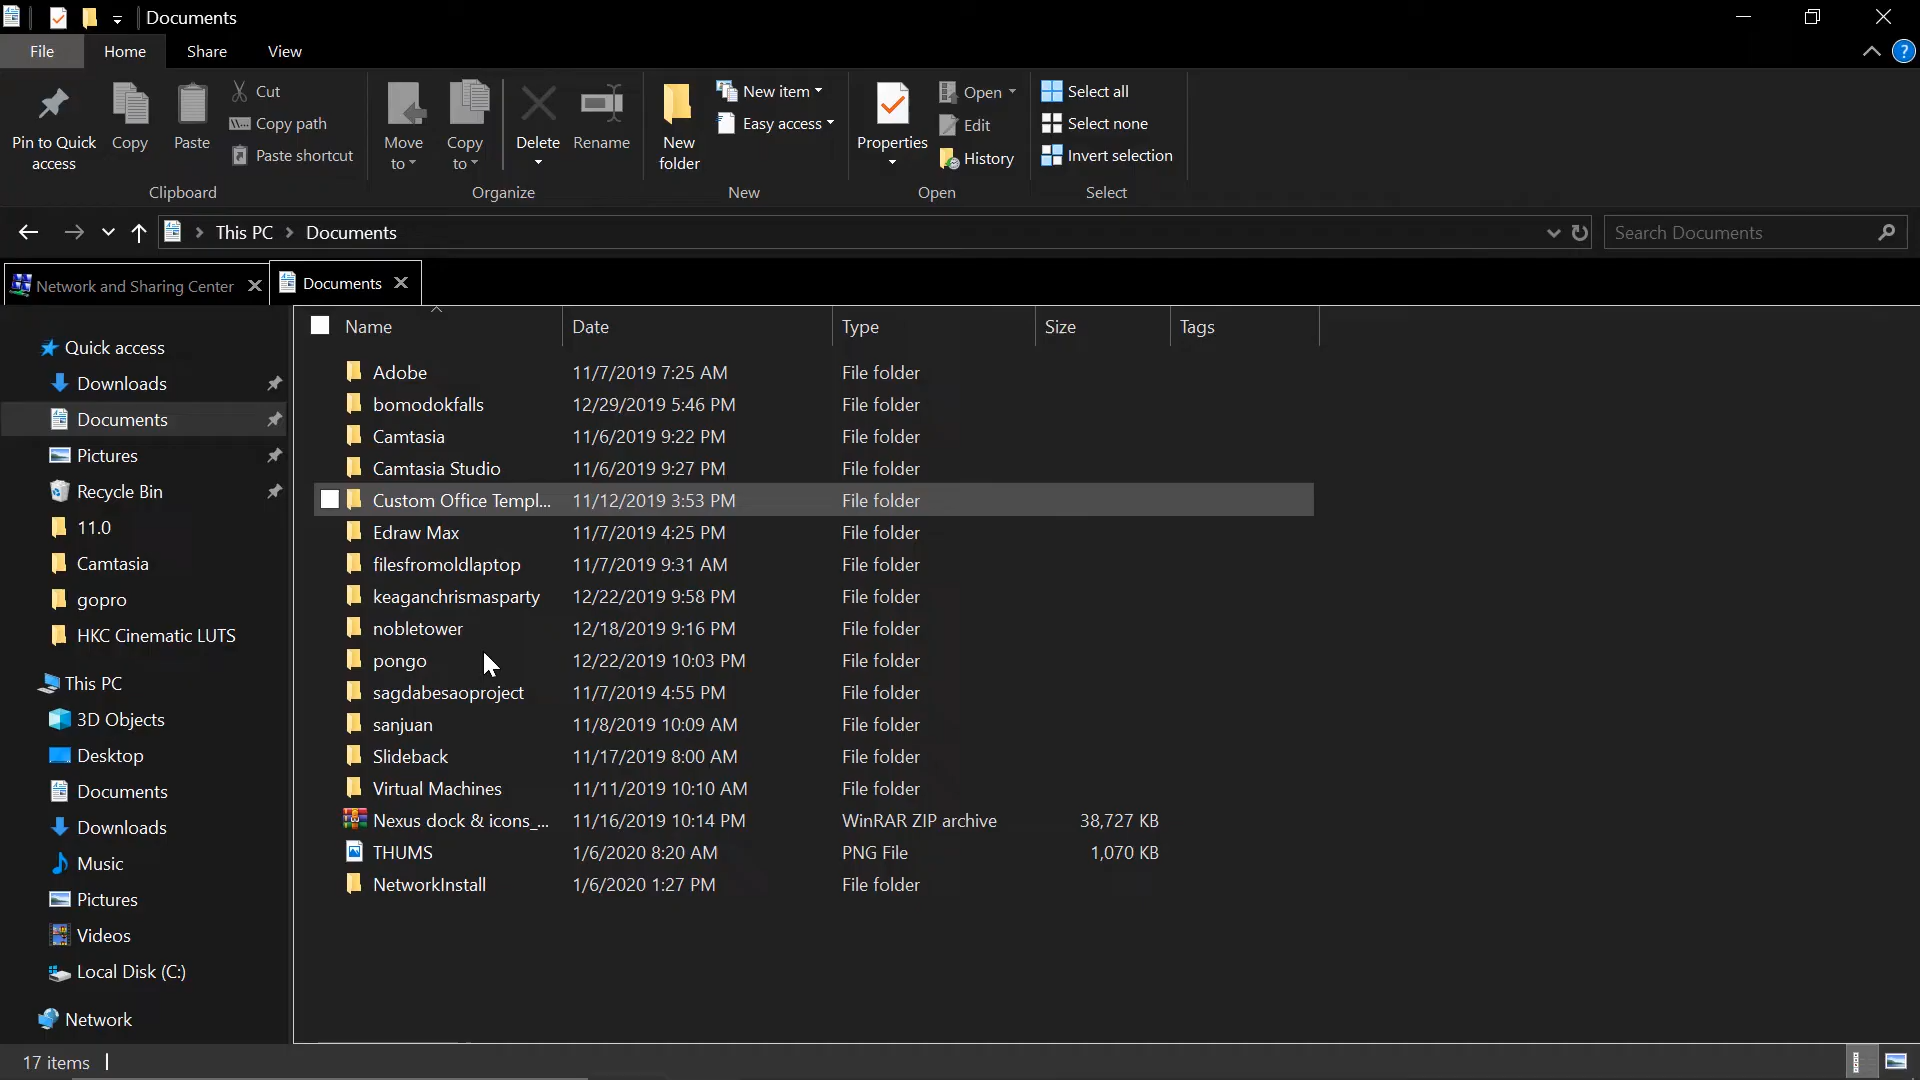 Documents
File Home Share View
Pin to Quick access
Copy
Paste
Cut
Copy path
Paste shortcut
Clipboard
Move to
Copy to
Delete
Rename
Organize
New folder
New item
Easy access
New
Properties
Open
Edit
History
Open
Select all
Select none
Invert selection
Select
This PC Documents
Search Documents
Network and Sharing Center
Documents
Quick access
Downloads
Documents
Pictures
Recycle Bin
11.0
Camtasia
gopro
HKC Cinematic LUTS
This PC
3D Objects
Desktop
Documents
Downloads
Music
Pictures
Videos
Local Disk (C:)
Network
Name Date Type Size Tags
Adobe 11/7/2019 7:25 AM File folder
bomodokfalls 12/29/2019 5:46 PM File folder
Camtasia 11/6/2019 9:22 PM File folder
Camtasia Studio 11/6/2019 9:27 PM File folder
Custom Office Templ... 11/12/2019 3:53 PM File folder
Edraw Max 11/7/2019 4:25 PM File folder
filesfromoldlaptop 11/7/2019 9:31 AM File folder
keaganchrismasparty 12/22/2019 9:58 PM File folder
nobletower 12/18/2019 9:16 PM File folder
pongo 12/22/2019 10:03 PM File folder
sagdabesaoproject 11/7/2019 4:55 PM File folder
sanjuan 11/8/2019 10:09 AM File folder
Slideback 11/17/2019 8:00 AM File folder
Virtual Machines 11/11/2019 10:10 AM File folder
Nexus dock & icons_... 11/16/2019 10:14 PM WinRAR ZIP archive 38,727 KB
THUMS 1/6/2020 8:20 AM PNG File 1,070 KB
NetworkInstall 1/6/2020 1:27 PM File folder
17 items